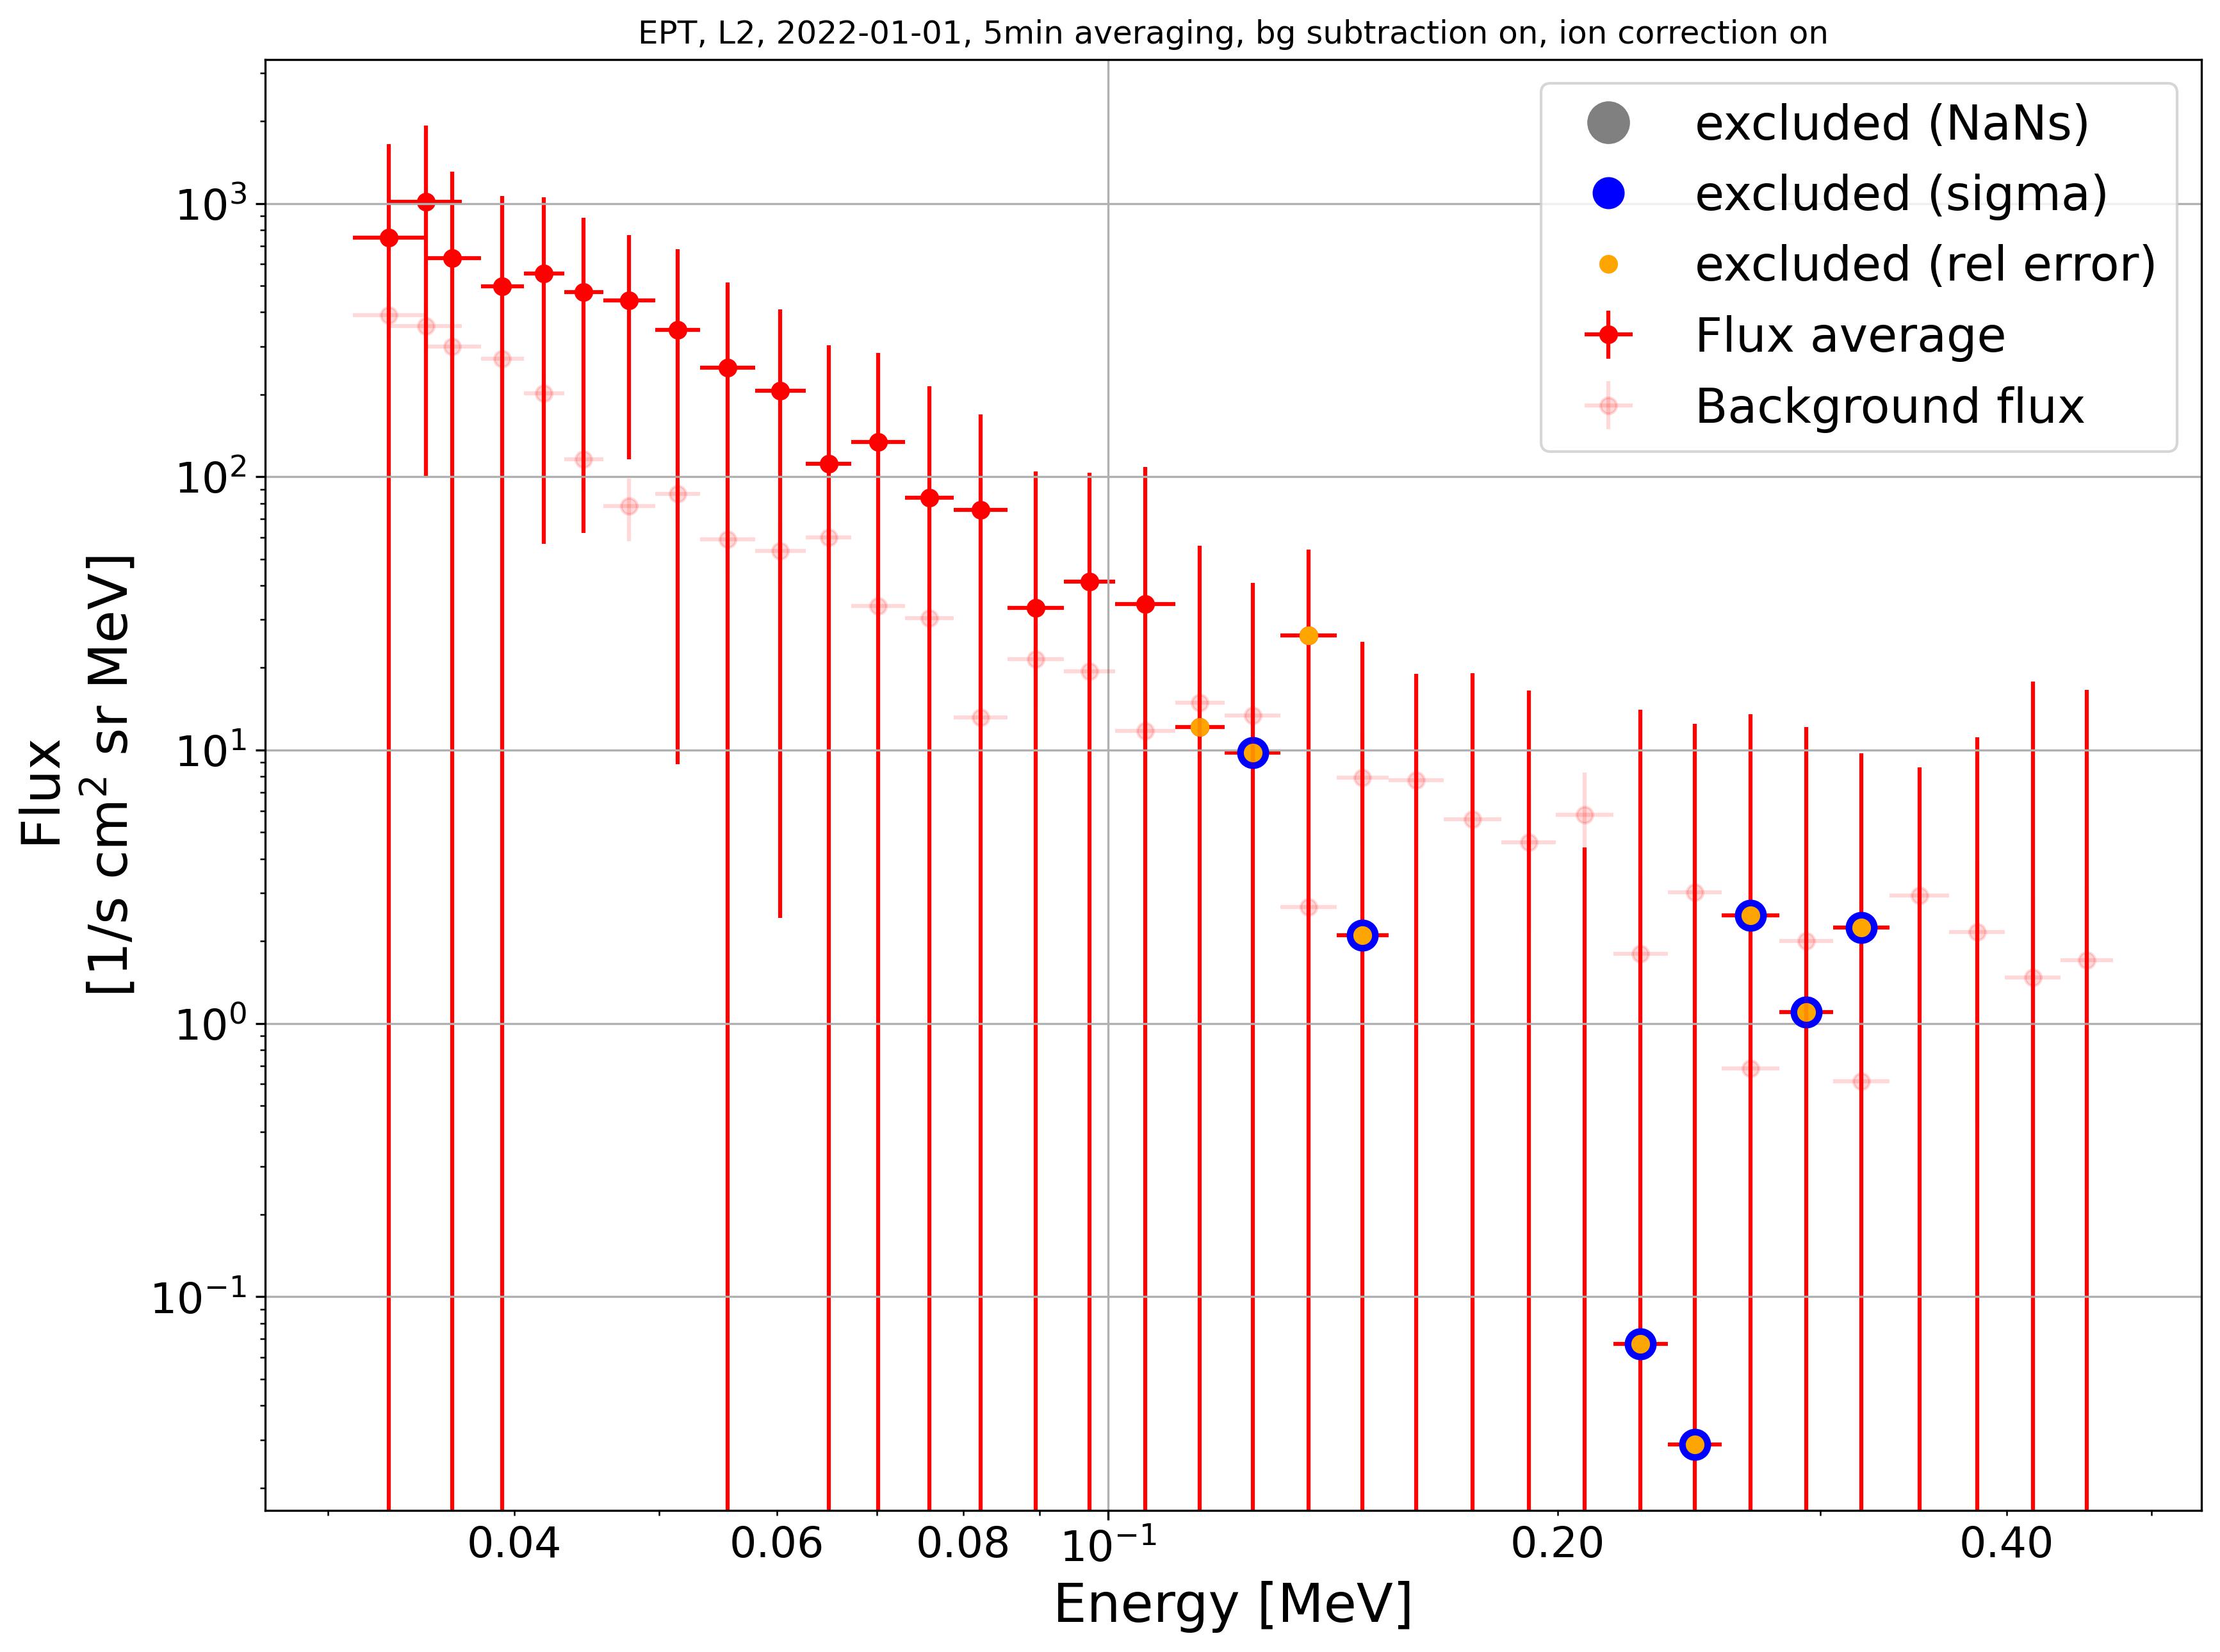 EPT, L2, 2022-01-01, 5min averaging, bg subtraction on, ion correction on
excluded (NaNs)
excluded (sigma)
excluded (rel error)
Flux average
Background flux
10³
10²
10¹
10⁰
10⁻¹
Flux
[1/s cm² sr MeV]
0.04
0.06
0.08
10⁻¹
0.20
0.40
Energy [MeV]